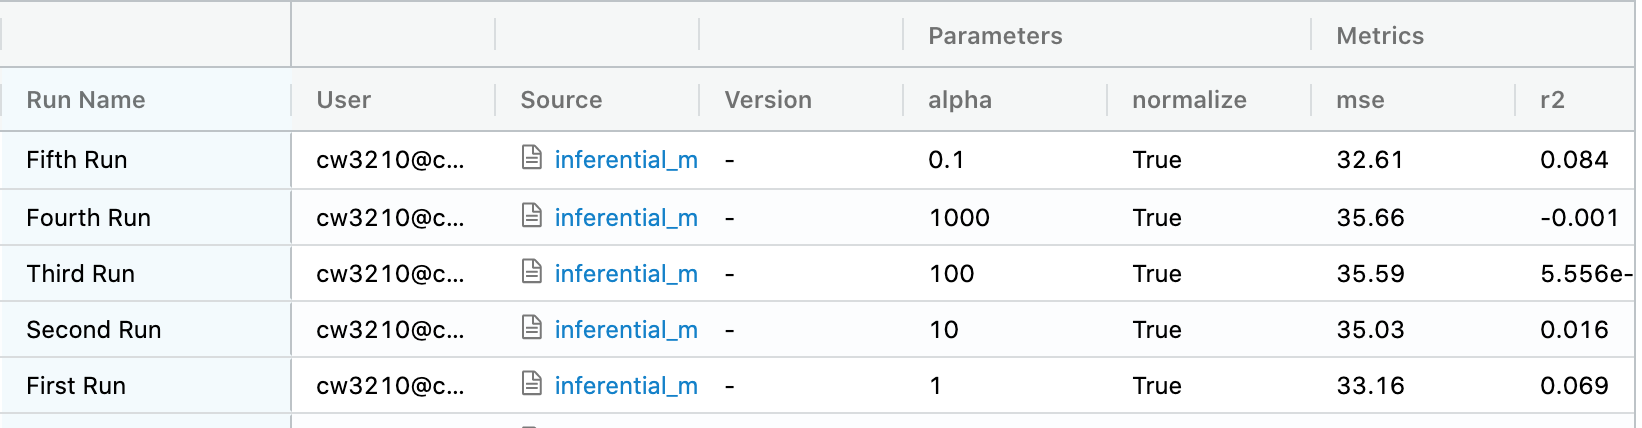 Parameters Metrics
Run Name User Source Version alpha normalize mse r2
Fifth Run cw3210@c... inferential_m - 0.1 True 32.61 0.084
Fourth Run cw3210@c... inferential_m - 1000 True 35.66 -0.001
Third Run cw3210@c... inferential_m - 100 True 35.59 5.556e-
Second Run cw3210@c... inferential_m - 10 True 35.03 0.016
First Run cw3210@c... inferential_m - 1 True 33.16 0.069